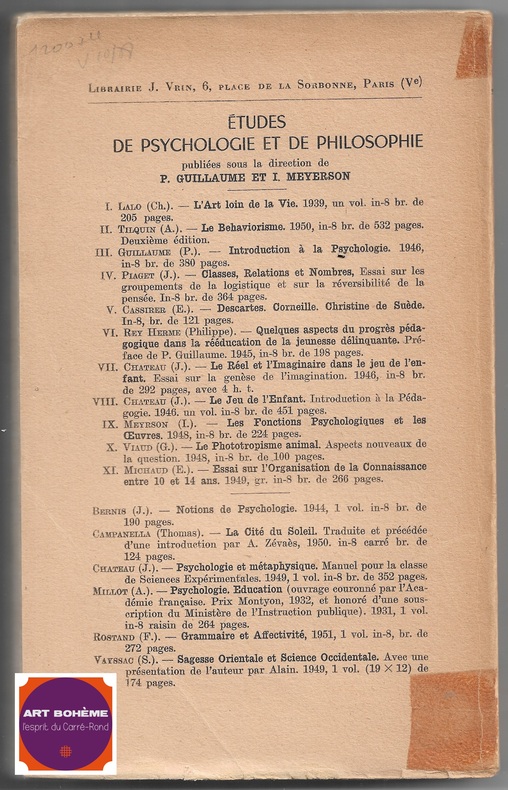 LIBRAIRIE J. VRIN, 6, PLACE DE LA SORBONNE, PARIS (Ve)
ÉTUDES
DE PSYCHOLOGIE ET DE PHILOSOPHIE
publiées sous la direction de
P. GUILLAUME ET I. MEYERSON
I. LALO (Ch.). — L'Art loin de la Vie. 1939, un vol. in-8 br. de
205 pages.
II. TILQUIN (A.). — Le Behaviorisme. 1950, in-8 br. de 532 pages.
Deuxième édition.
III. GUILLAUME (P.). — Introduction à la Psychologie. 1946,
in-8 br. de 380 pages.
IV. PIAGET (J.). — Classes, Relations et Nombres, Essai sur les
groupements de la logistique et sur la réversibilité de la
pensée. In-8 br. de 364 pages.
V. CASSIRER (E.). — Descartes. Corneille. Christine de Suède.
In-8, br. de 121 pages.
VI. REY HERME (Philippe). — Quelques aspects du progrès péda-
gogique dans la rééducation de la jeunesse délinquante. Pré-
face de P. Guillaume. 1945, in-8 br. de 198 pages.
VII. CHATEAU (J.). — Le Réel et l'Imaginaire dans le jeu de l'en-
fant. Essai sur la genèse de l'imagination. 1946, in-8 br.
de 292 pages, avec 4 h. t.
VIII. CHATEAU (J.). — Le Jeu de l'Enfant. Introduction à la Péda-
gogie. 1946. un vol. in-8 br. de 451 pages.
IX. MEYRSON (I.). — Les Fonctions Psychologiques et les
Œuvres. 1948, in-8 br. de 224 pages.
X. VIAUD (G.). — Le Phototropisme animal. Aspects nouveaux de
la question. 1948, in-8 br. de 100 pages.
XI. MICHAUD (E.). — Essai sur l'Organisation de la Connaissance
entre 10 et 14 ans. 1949, gr. in-8 br. de 266 pages.
BERNIS (J.). — Notions de Psychologie. 1944, 1 vol. in-8 br. de
190 pages.
CAMPANELLA (Thomas). — La Cité du Soleil. Traduite et précédée
d'une introduction par A. Zévaès, 1950. in-8 carré br. de
124 pages.
CHATEAU (J.). — Psychologie et métaphysique. Manuel pour la classe
de Sciences Expérimentales. 1949, 1 vol. in-8 br. de 352 pages.
MILLOT (A.). — Psychologie. Education (ouvrage couronné par l'Aca-
démie française. Prix Montyon, 1932, et honoré d'une sous-
cription du Ministère de l'Instruction publique). 1931, 1 vol.
in-8 raisin de 264 pages.
ROSTAND (F.). — Grammaire et Affectivité, 1951, 1 vol. in-8, br. de
272 pages.
VAYSSAC (S.). — Sagesse Orientale et Science Occidentale. Avec une
présentation de l'auteur par Alain. 1949, 1 vol. (19 × 12) de
174 pages.
ART BOHÈME
l'esprit du Carré-Rond